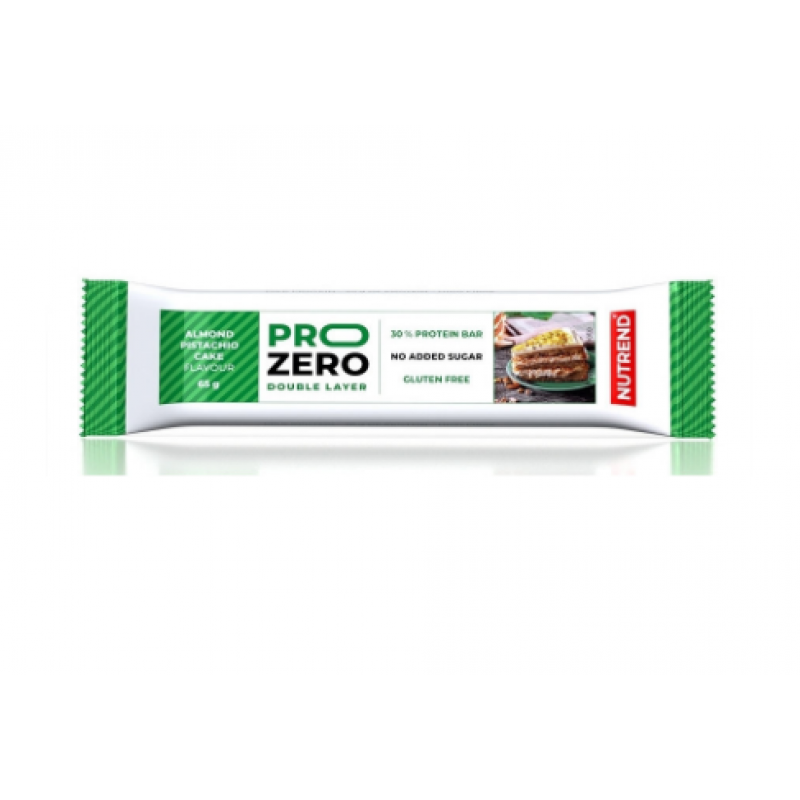 ALMOND
PISTACHIO
CAKE
FLAVOUR
65 g
PRO
ZERO
DOUBLE LAYER
30 % PROTEIN BAR
NO ADDED SUGAR
GLUTEN FREE
NUTREND